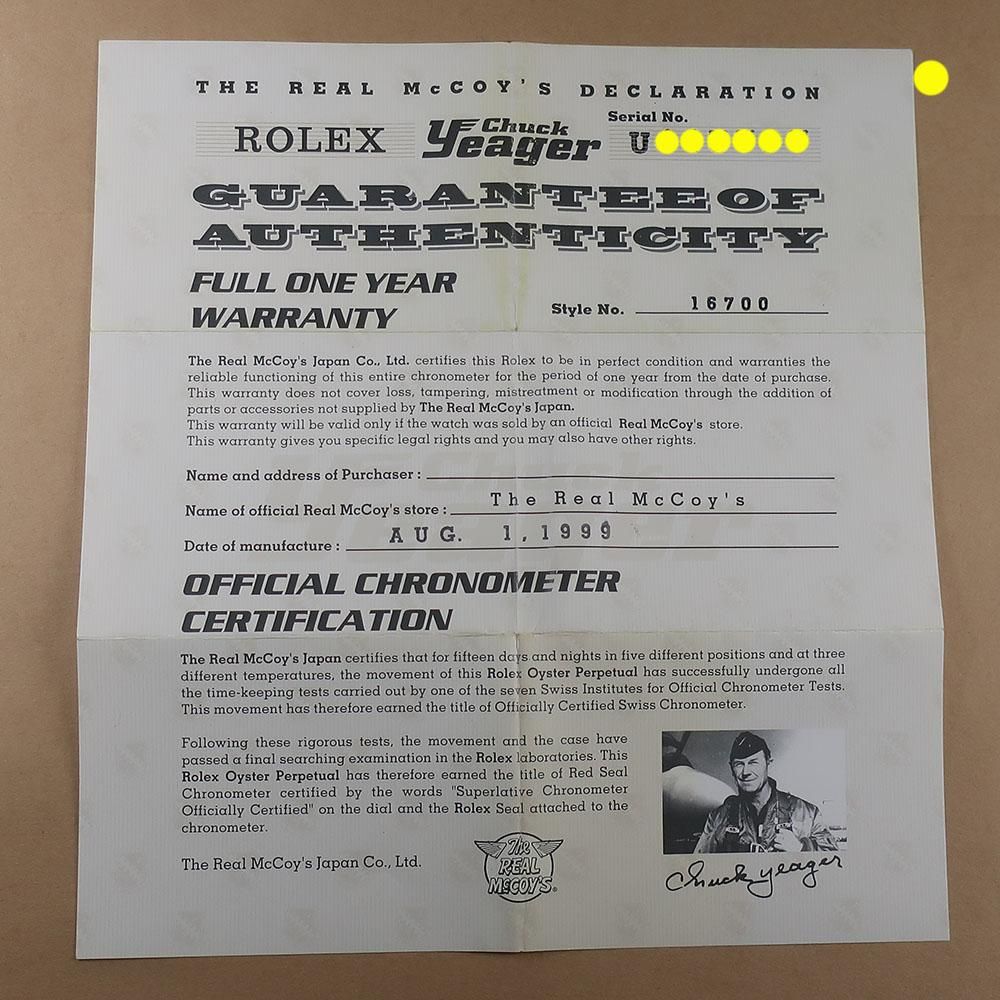 THE REAL McCOY'S DECLARATION
ROLEX
Chuck
Yeager
Serial No.
U
GUARANTEE OF
AUTHENTICITY
FULL ONE YEAR
WARRANTY
Style No. 16700
The Real McCoy's Japan Co., Ltd. certifies this Rolex to be in perfect condition and warranties the
reliable functioning of this entire chronometer for the period of one year from the date of purchase.
This warranty does not cover loss, tampering, mistreatment or modification through the addition of
parts or accessories not supplied by The Real McCoy's Japan.
This warranty will be valid only if the watch was sold by an official Real McCoy's store.
This warranty gives you specific legal rights and you may also have other rights.
Name and address of Purchaser :
Name of official Real McCoy's store : The Real McCoy's
Date of manufacture : AUG. 1,1999
OFFICIAL CHRONOMETER
CERTIFICATION
The Real McCoy's Japan certifies that for fifteen days and nights in five different positions and at three
different temperatures, the movement of this Rolex Oyster Perpetual has successfully undergone all
the time-keeping tests carried out by one of the seven Swiss Institutes for Official Chronometer Tests.
This movement has therefore earned the title of Officially Certified Swiss Chronometer.
Following these rigorous tests, the movement and the case have
passed a final searching examination in the Rolex laboratories. This
Rolex Oyster Perpetual has therefore earned the title of Red Seal
Chronometer certified by the words "Superlative Chronometer
Officially Certified" on the dial and the Rolex Seal attached to the
chronometer.
The Real McCoy's Japan Co., Ltd.
The
REAL
McCOY'S®
Chuck Yeager